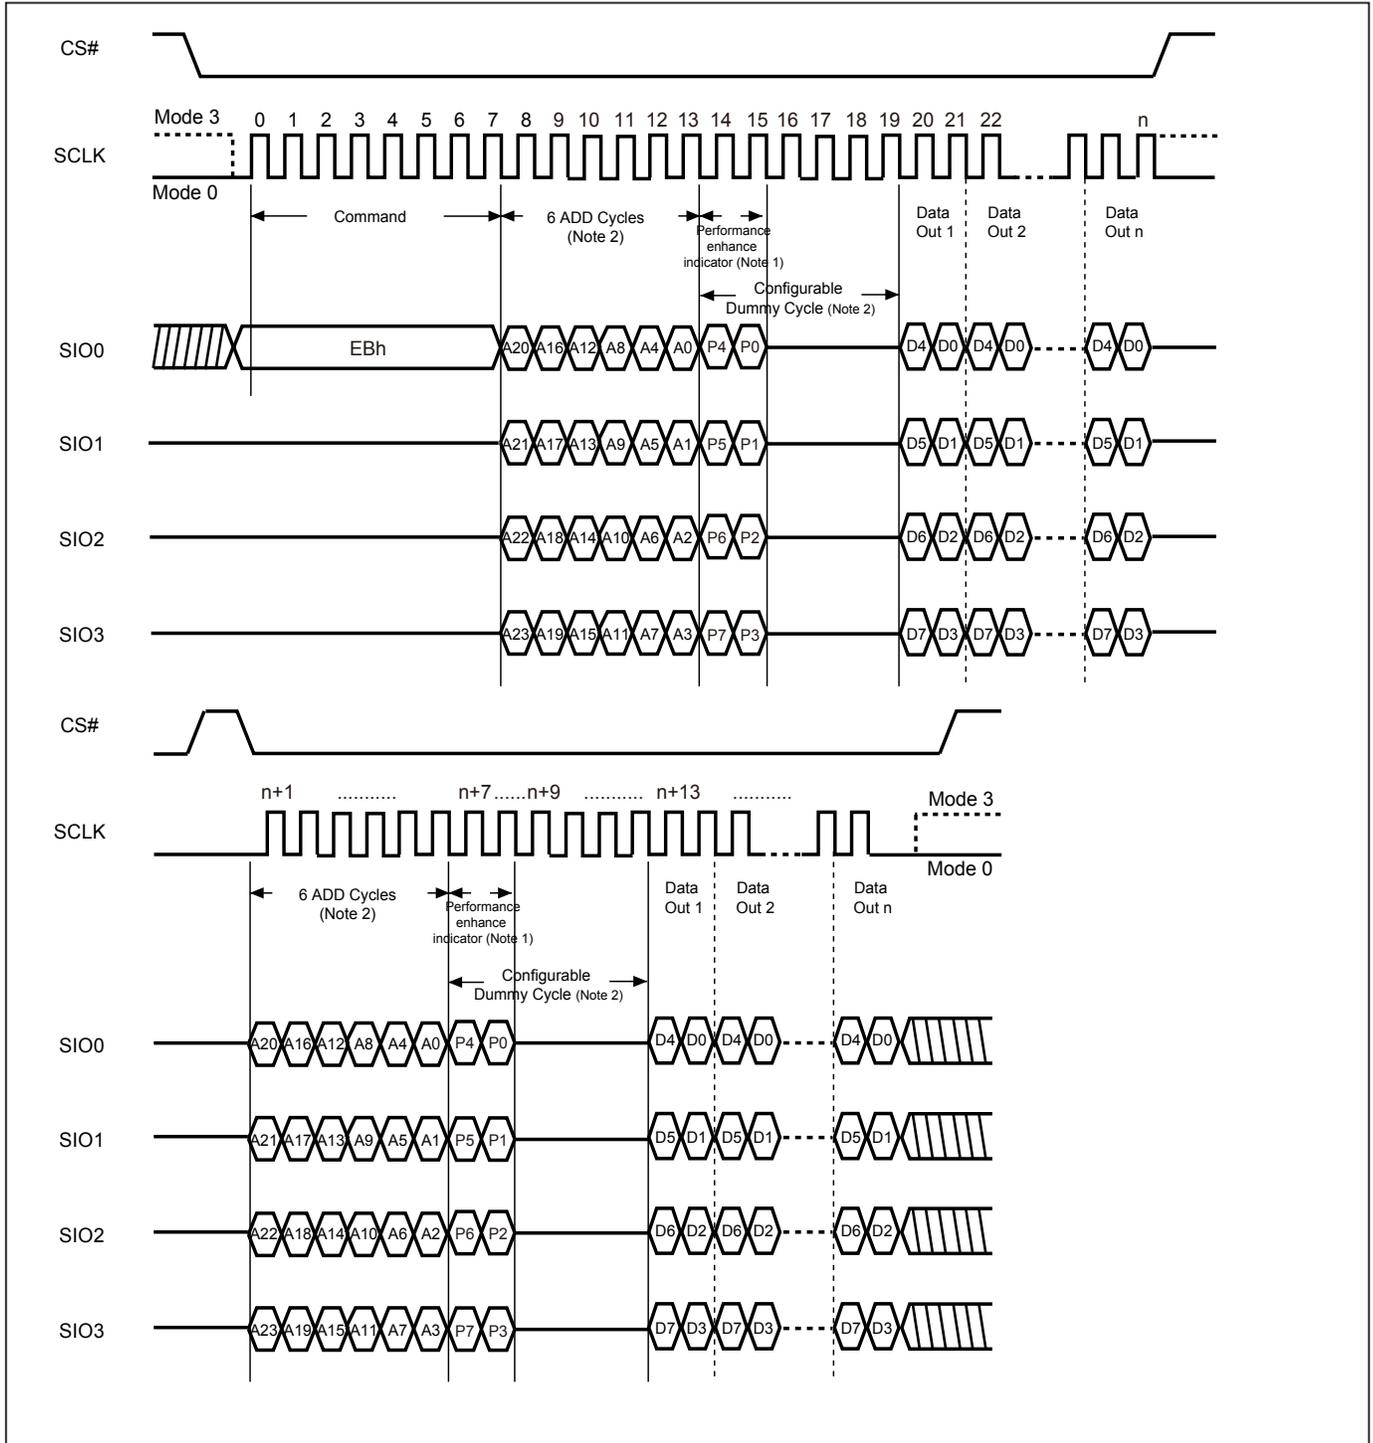 CS#
Mode 3
0 1 2 3 4 5 6 7 8 9 10 11 12 13 14 15 16 17 18 19 20 21 22 n
SCLK
Mode 0
Command
6 ADD Cycles
(Note 2)
Performance
enhance
indicator (Note 1)
Data
Out 1
Data
Out 2
Data
Out n
Configurable
Dummy Cycle (Note 2)
SIO0 EBh A20 A16 A12 A8 A4 A0 P4 P0 D4 D0 D4 D0 D4 D0
SIO1 A21 A17 A13 A9 A5 A1 P5 P1 D5 D1 D5 D1 D5 D1
SIO2 A22 A18 A14 A10 A6 A2 P6 P2 D6 D2 D6 D2 D6 D2
SIO3 A23 A19 A15 A11 A7 A3 P7 P3 D7 D3 D7 D3 D7 D3
CS#
n+1 ........... n+7......n+9 ........... n+13 ...........
Mode 3
SCLK
Mode 0
6 ADD Cycles
(Note 2)
Performance
enhance
indicator (Note 1)
Data
Out 1
Data
Out 2
Data
Out n
Configurable
Dummy Cycle (Note 2)
SIO0 A20 A16 A12 A8 A4 A0 P4 P0 D4 D0 D4 D0 D4 D0
SIO1 A21 A17 A13 A9 A5 A1 P5 P1 D5 D1 D5 D1 D5 D1
SIO2 A22 A18 A14 A10 A6 A2 P6 P2 D6 D2 D6 D2 D6 D2
SIO3 A23 A19 A15 A11 A7 A3 P7 P3 D7 D3 D7 D3 D7 D3